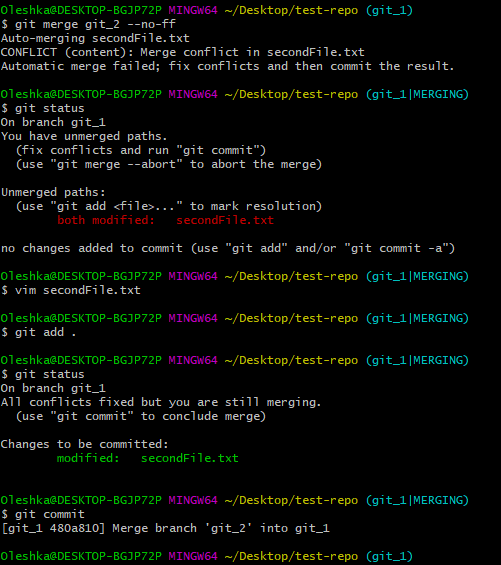 Oleshka@DESKTOP-BGJP72P MINGW64 ~/Desktop/test-repo (git_1)
$ git merge git_2 --no-ff
Auto-merging secondFile.txt
CONFLICT (content): Merge conflict in secondFile.txt
Automatic merge failed; fix conflicts and then commit the result.

Oleshka@DESKTOP-BGJP72P MINGW64 ~/Desktop/test-repo (git_1|MERGING)
$ git status
On branch git_1
You have unmerged paths.
  (fix conflicts and run "git commit")
  (use "git merge --abort" to abort the merge)

Unmerged paths:
  (use "git add <file>..." to mark resolution)
        both modified:   secondFile.txt

no changes added to commit (use "git add" and/or "git commit -a")

Oleshka@DESKTOP-BGJP72P MINGW64 ~/Desktop/test-repo (git_1|MERGING)
$ vim secondFile.txt

Oleshka@DESKTOP-BGJP72P MINGW64 ~/Desktop/test-repo (git_1|MERGING)
$ git add .

Oleshka@DESKTOP-BGJP72P MINGW64 ~/Desktop/test-repo (git_1|MERGING)
$ git status
On branch git_1
All conflicts fixed but you are still merging.
  (use "git commit" to conclude merge)

Changes to be committed:
        modified:   secondFile.txt

Oleshka@DESKTOP-BGJP72P MINGW64 ~/Desktop/test-repo (git_1|MERGING)
$ git commit
[git_1 480a810] Merge branch 'git_2' into git_1

Oleshka@DESKTOP-BGJP72P MINGW64 ~/Desktop/test-repo (git_1)